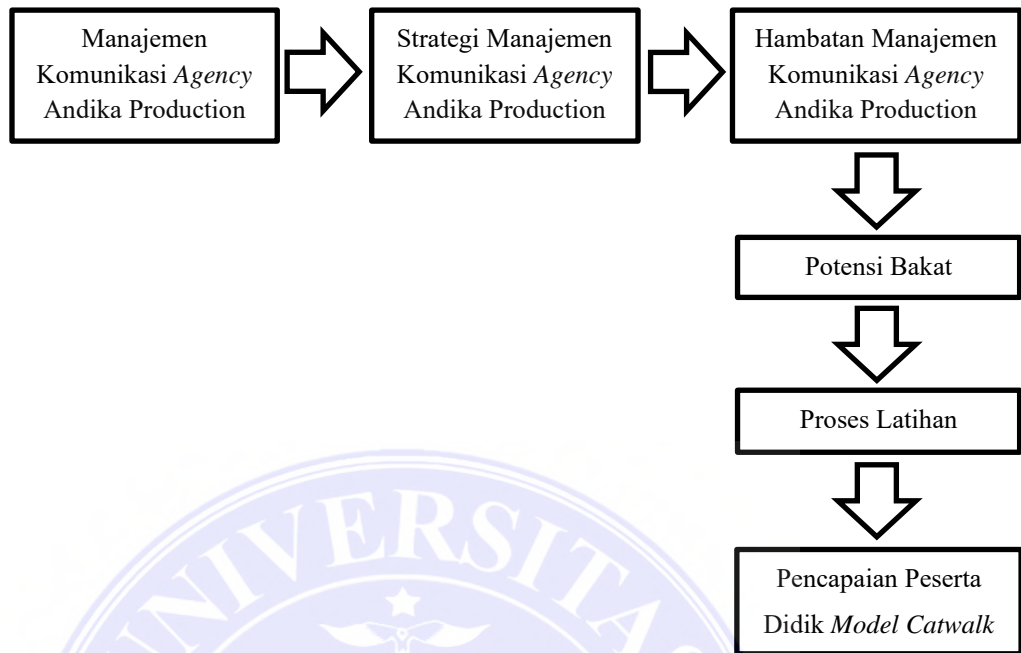 Manajemen
Komunikasi Agency
Andika Production
Strategi Manajemen
Komunikasi Agency
Andika Production
Hambatan Manajemen
Komunikasi Agency
Andika Production
Potensi Bakat
Proses Latihan
Pencapaian Peserta
Didik Model Catwalk
UNIVERSITA